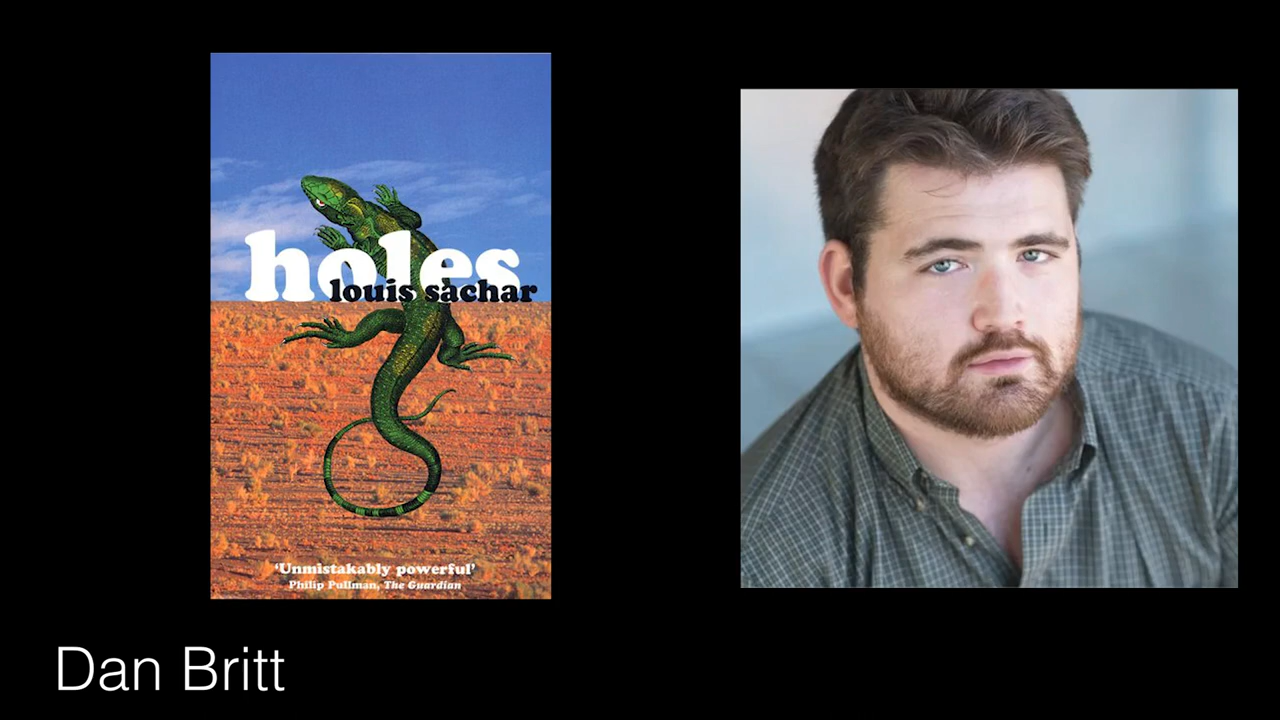 holes
louis sachar
‘Unmistakably powerful’
Philip Pullman, The Guardian
Dan Britt